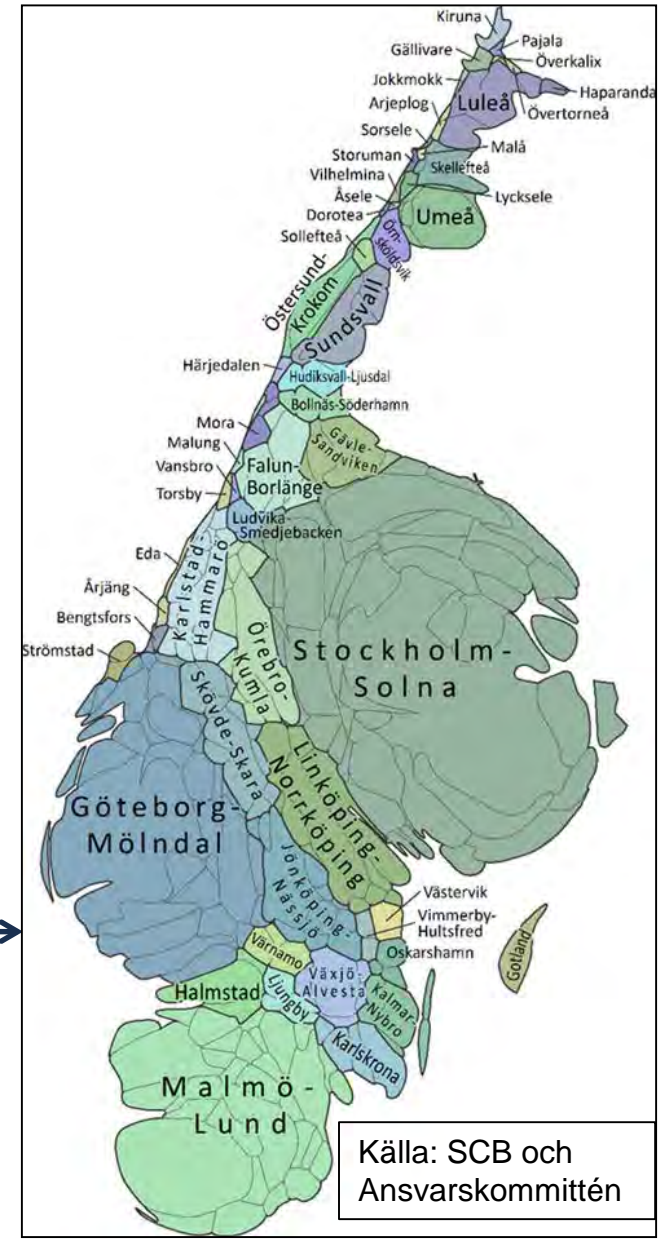 Kiruna
Pajala
Gällivare
Överkalix
Jokkmokk
Haparanda
Arjeplog
Luleå
Övertorneå
Sorsele
Malå
Storuman
Skellefteå
Vilhelmina
Lycksele
Åsele
Dorotea
Umeå
Sollefteå
Örn-
sköldsvik
Östersund-
Krokom
Sundsvall
Härjedalen
Hudiksvall-Ljusdal
Bollnäs-Söderhamn
Mora
Gävle-
Sandviken
Malung
Falun-
Borlänge
Vansbro
Torsby
Ludvika-
Smedjebacken
Eda
Karlstad-
Hammarö
Årjäng
Bengtsfors
Strömstad
Örebro-
Kumla
Stockholm-
Solna
Skövde-Skara
Linköping-
Norrköping
Göteborg-
Mölndal
Jönköping-
Nässjö
Västervik
Vimmerby-
Hultsfred
Oskarshamn
Gotland
Värnamo
Växjö-
Alvesta
Halmstad
Ljungby
Kalmar-
Nybro
Karlskrona
Malmö-
Lund
Källa: SCB och
Ansvarskommittén